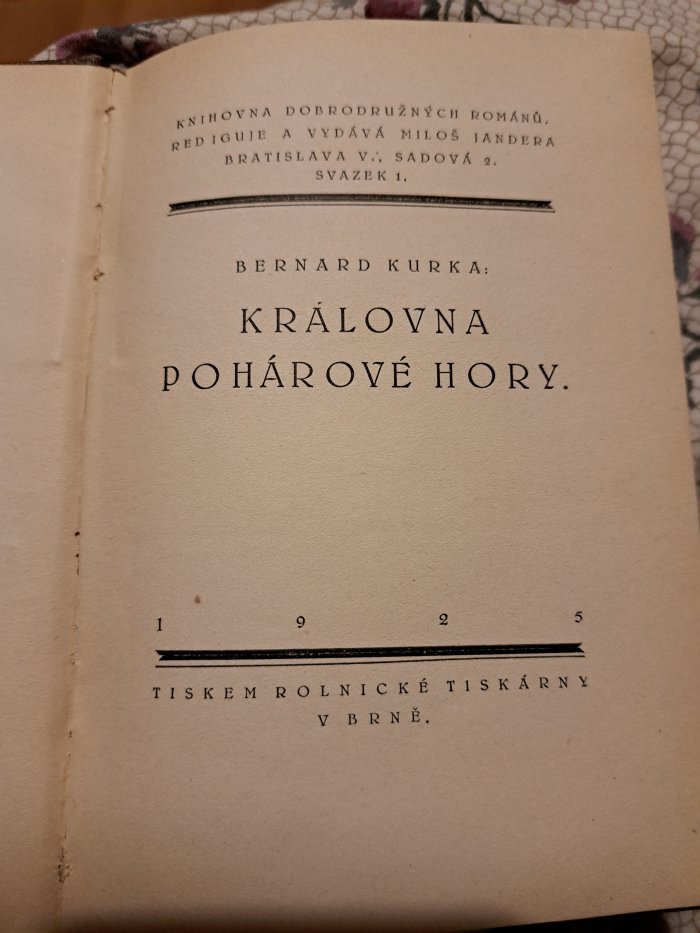 KNIHOVNA DOBRODRUŽNÝCH ROMÁNŮ.
REDIGUJE A VYDÁVÁ MILOŠ JANDERA
BRATISLAVA V., SADOVÁ 2.
SVAZEK 1.
BERNARD KURKA:
KRÁLOVNA
POHÁROVÉ HORY.
1 9 2 5
TISKEM ROLNICKÉ TISKÁRNY
V BRNĚ.